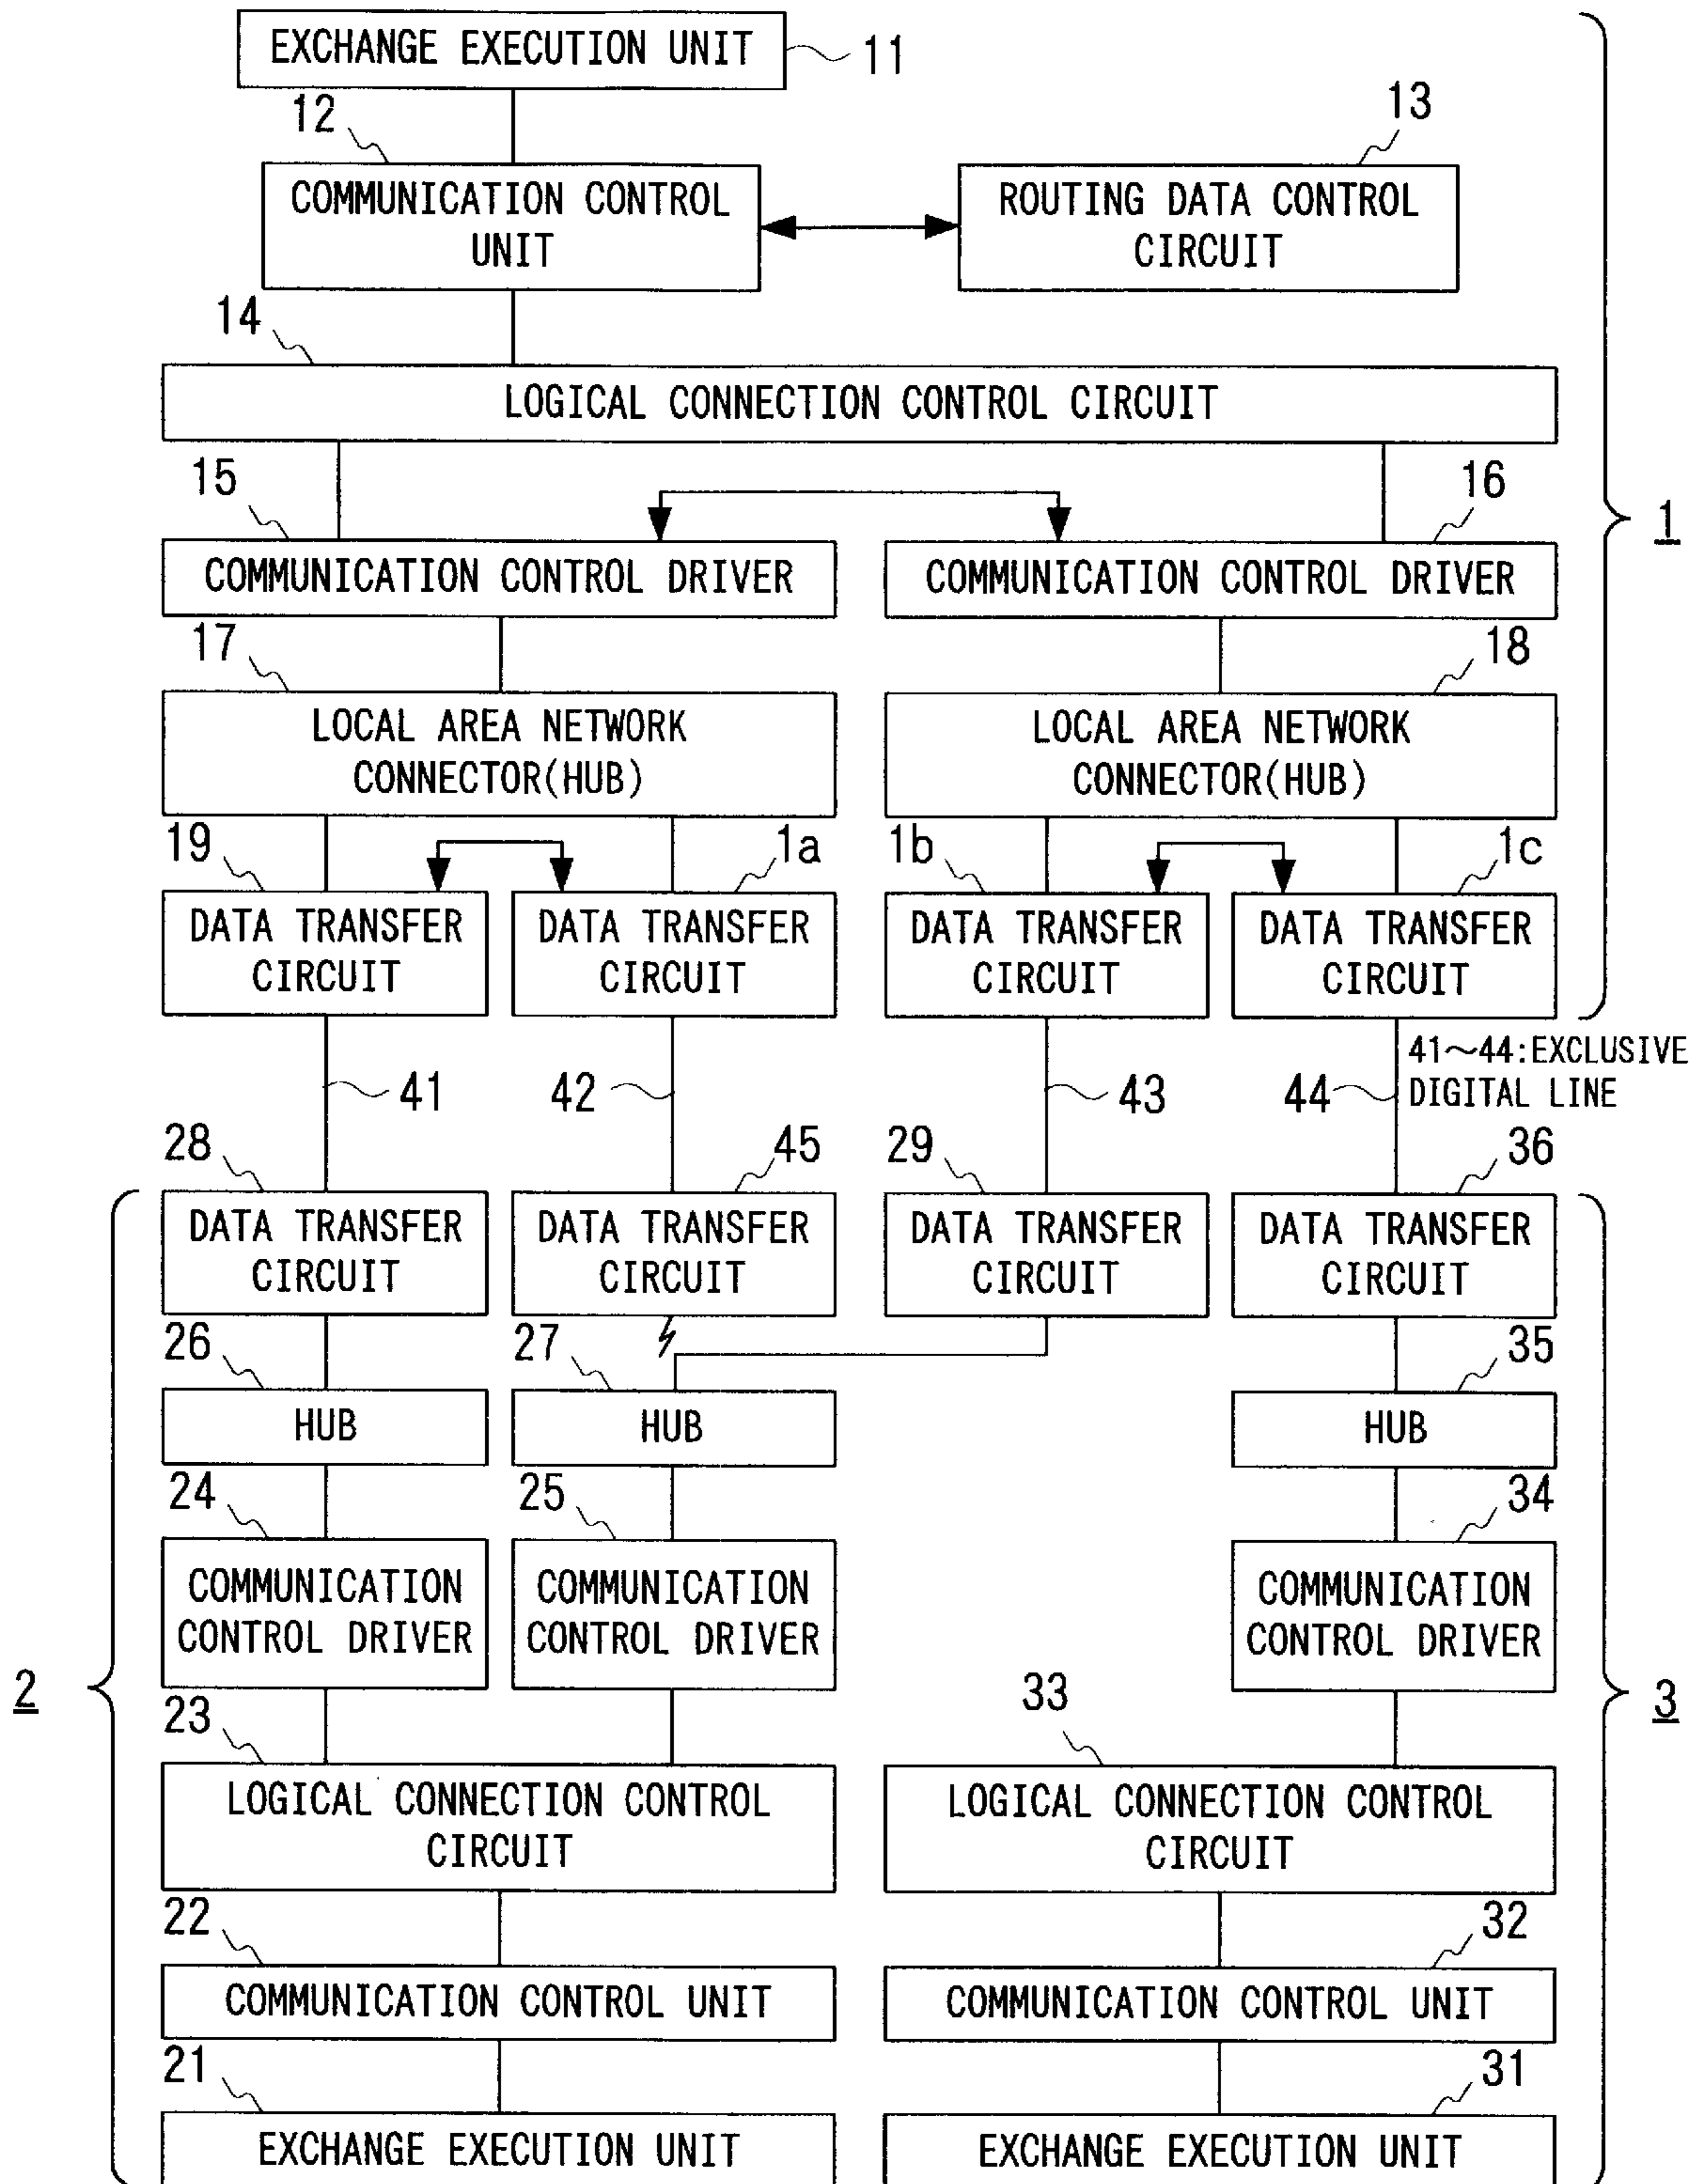 EXCHANGE EXECUTION UNIT
11
12
13
COMMUNICATION CONTROL
UNIT
ROUTING DATA CONTROL
CIRCUIT
14
LOGICAL CONNECTION CONTROL CIRCUIT
15
16
1
COMMUNICATION CONTROL DRIVER
COMMUNICATION CONTROL DRIVER
17
18
LOCAL AREA NETWORK
CONNECTOR(HUB)
LOCAL AREA NETWORK
CONNECTOR(HUB)
19
1a
1b
1c
DATA TRANSFER
CIRCUIT
DATA TRANSFER
CIRCUIT
DATA TRANSFER
CIRCUIT
DATA TRANSFER
CIRCUIT
41
42
43
44
41～44:EXCLUSIVE
DIGITAL LINE
28
45
29
36
DATA TRANSFER
CIRCUIT
DATA TRANSFER
CIRCUIT
DATA TRANSFER
CIRCUIT
DATA TRANSFER
CIRCUIT
26
27
35
HUB
HUB
HUB
24
25
34
COMMUNICATION
CONTROL DRIVER
COMMUNICATION
CONTROL DRIVER
COMMUNICATION
CONTROL DRIVER
2
3
23
33
LOGICAL CONNECTION CONTROL
CIRCUIT
LOGICAL CONNECTION CONTROL
CIRCUIT
22
32
COMMUNICATION CONTROL UNIT
COMMUNICATION CONTROL UNIT
21
31
EXCHANGE EXECUTION UNIT
EXCHANGE EXECUTION UNIT